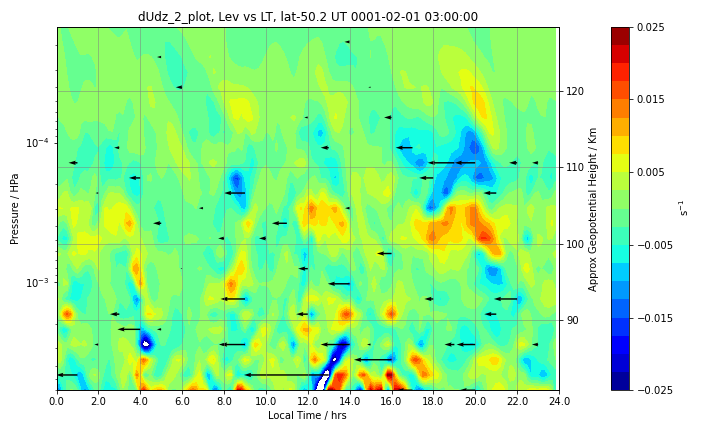 dUdz_2_plot, Lev vs LT, lat-50.2 UT 0001-02-01 03:00:00
Pressure / HPa
10⁻⁴
10⁻³
0.0 2.0 4.0 6.0 8.0 10.0 12.0 14.0 16.0 18.0 20.0 22.0 24.0
Local Time / hrs
120
110
100
90
Approx Geopotential Height / Km
0.025
0.015
0.005
−0.005
−0.015
−0.025
s⁻¹